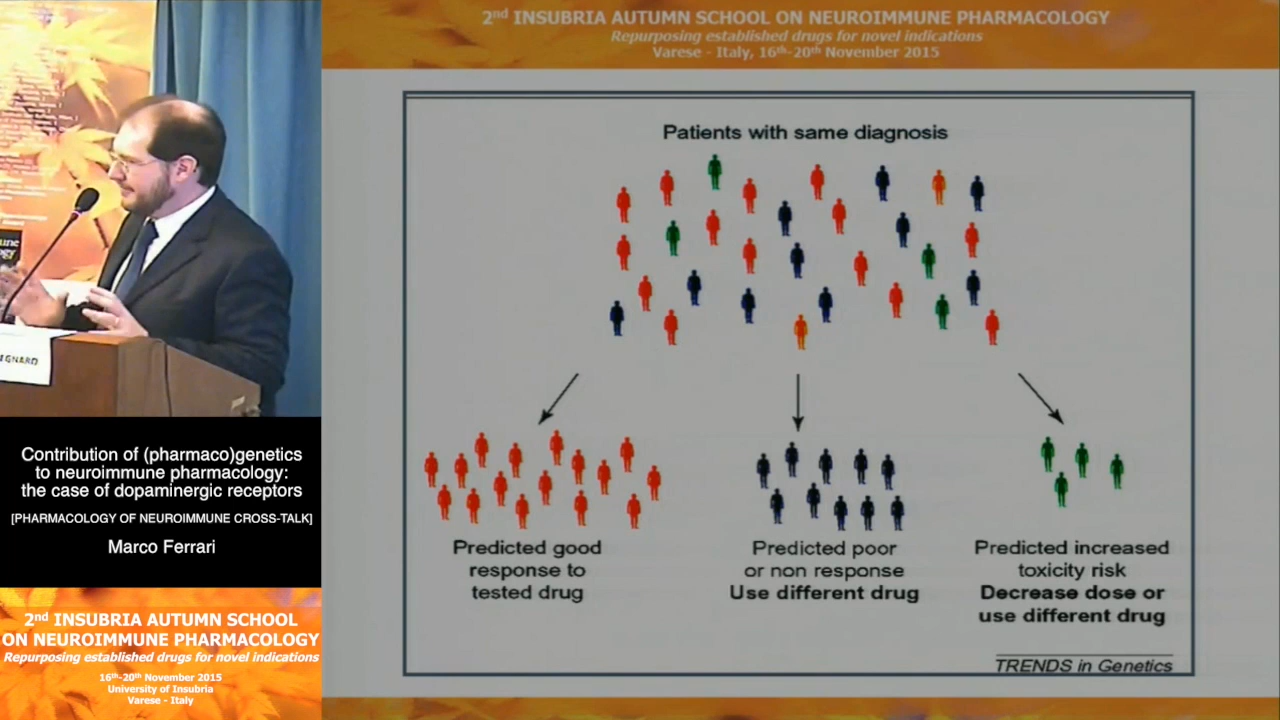 2nd INSUBRIA AUTUMN SCHOOL ON NEUROIMMUNE PHARMACOLOGY
Repurposing established drugs for novel indications
Varese - Italy, 16th-20th November 2015
Patients with same diagnosis
Predicted good
response to
tested drug
Predicted poor
or non response
Use different drug
Predicted increased
toxicity risk
Decrease dose or
use different drug
TRENDS in Genetics
Contribution of (pharmaco)genetics
to neuroimmune pharmacology:
the case of dopaminergic receptors
[PHARMACOLOGY OF NEUROIMMUNE CROSS-TALK]
Marco Ferrari
2nd INSUBRIA AUTUMN SCHOOL
ON NEUROIMMUNE PHARMACOLOGY
Repurposing established drugs for novel indications
16th-20th November 2015
University of Insubria
Varese - Italy